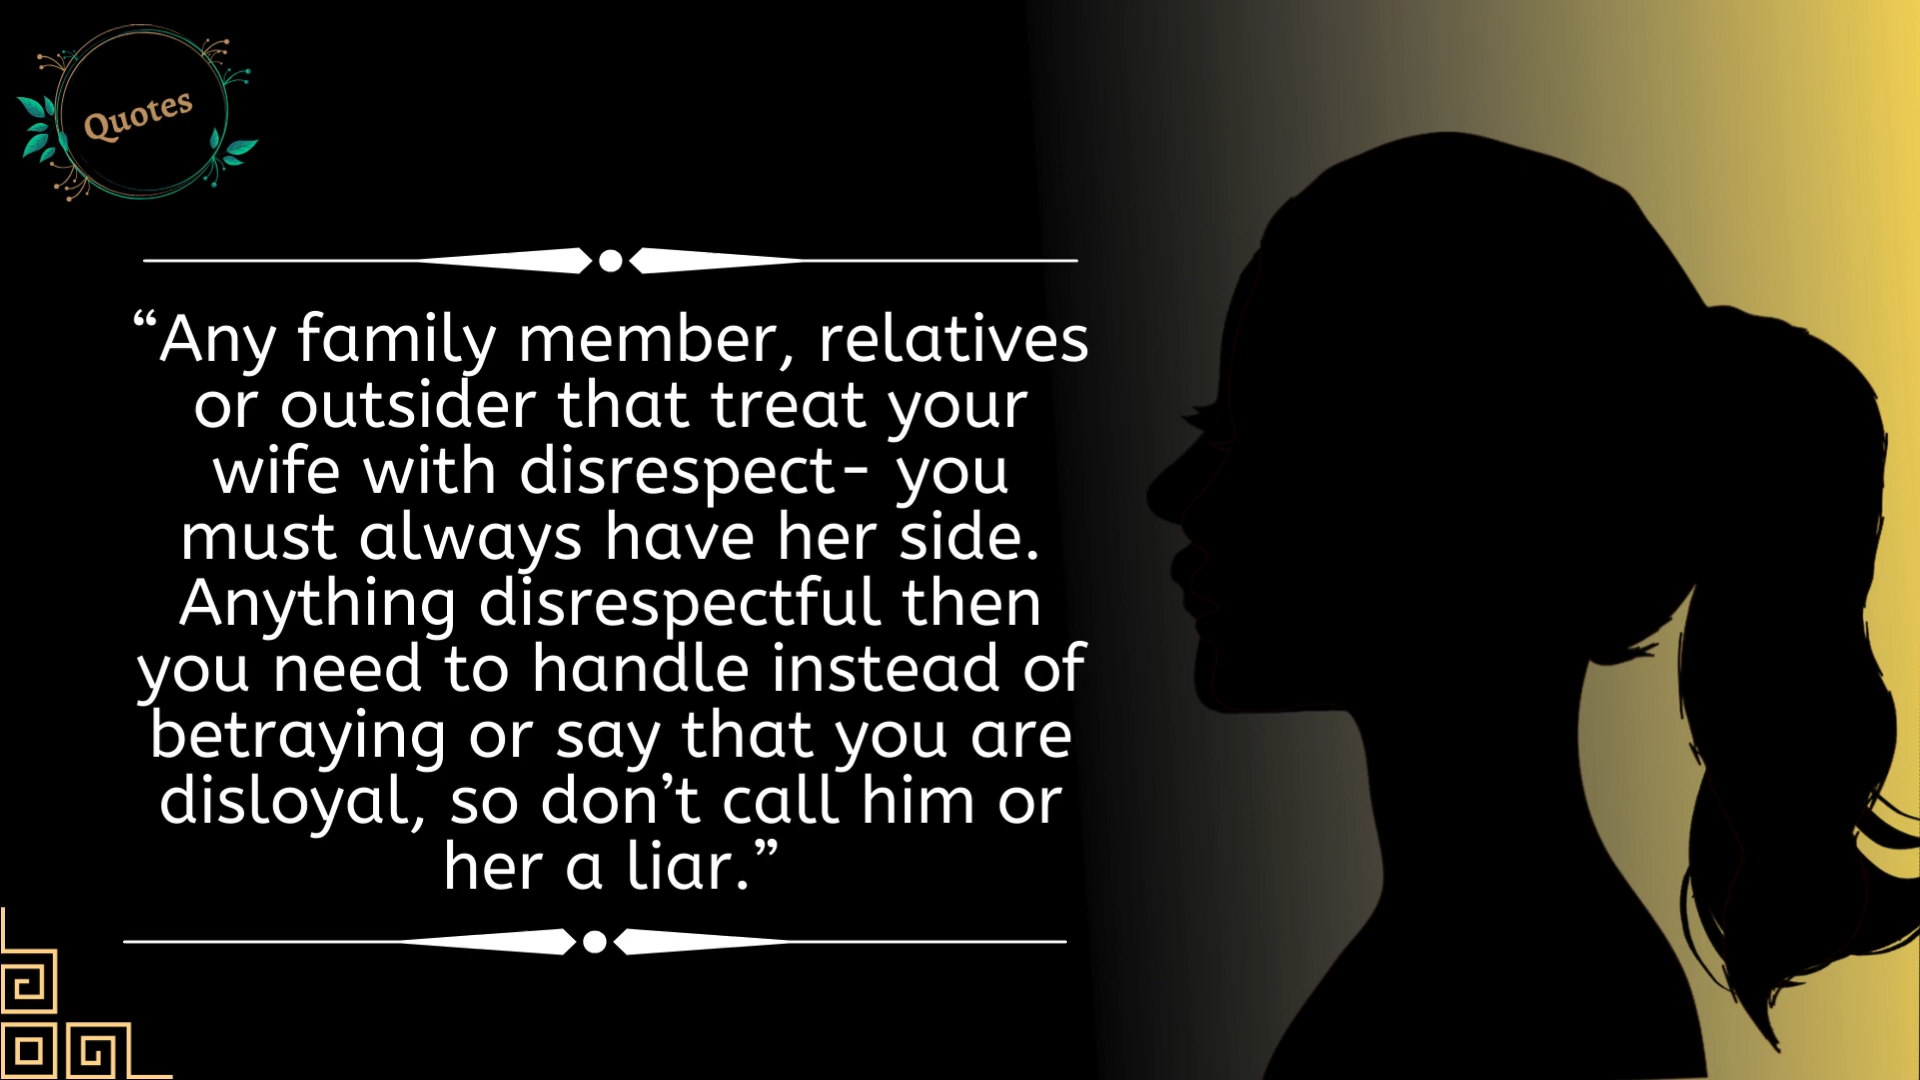 Quotes
“Any family member, relatives
or outsider that treat your
wife with disrespect- you
must always have her side.
Anything disrespectful then
you need to handle instead of
betraying or say that you are
disloyal, so don’t call him or
her a liar.”